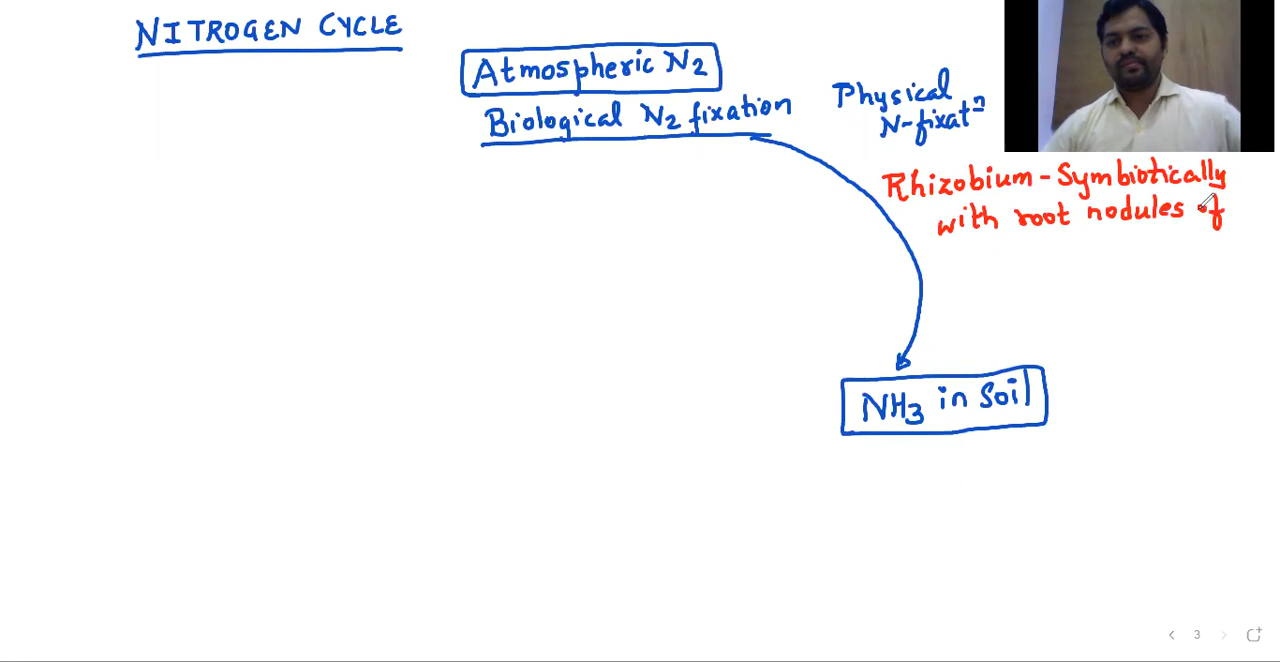 NITROGEN CYCLE
Atmospheric N2
Biological N2 fixation
Physical
N-fixatn
Rhizobium - Symbiotically
with root nodules of
NH3 in Soil
3